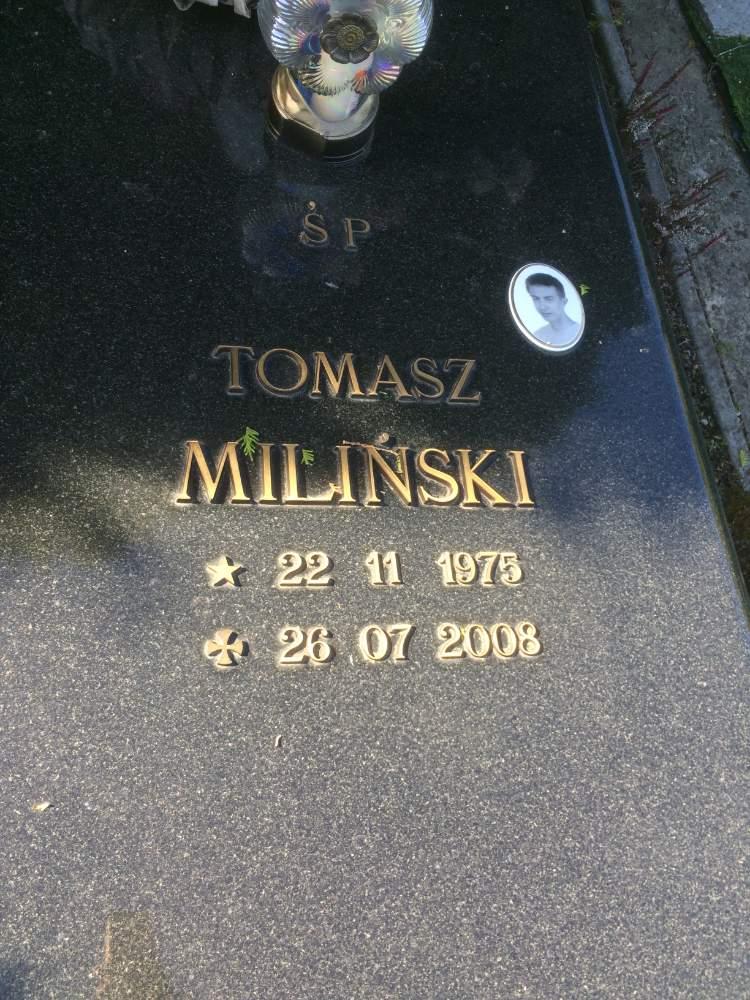 ŚP
TOMASZ
MILIŃSKI
22 11 1975
26 07 2008